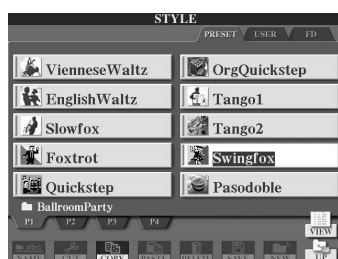 STYLE
PRESET USER FD
VienneseWaltz OrgQuickstep
EnglishWaltz Tango1
Slowfox Tango2
Foxtrot Swingfox
Quickstep Pasodoble
BallroomParty
P1 P2 P3 P4
VIEW
COPY
UP